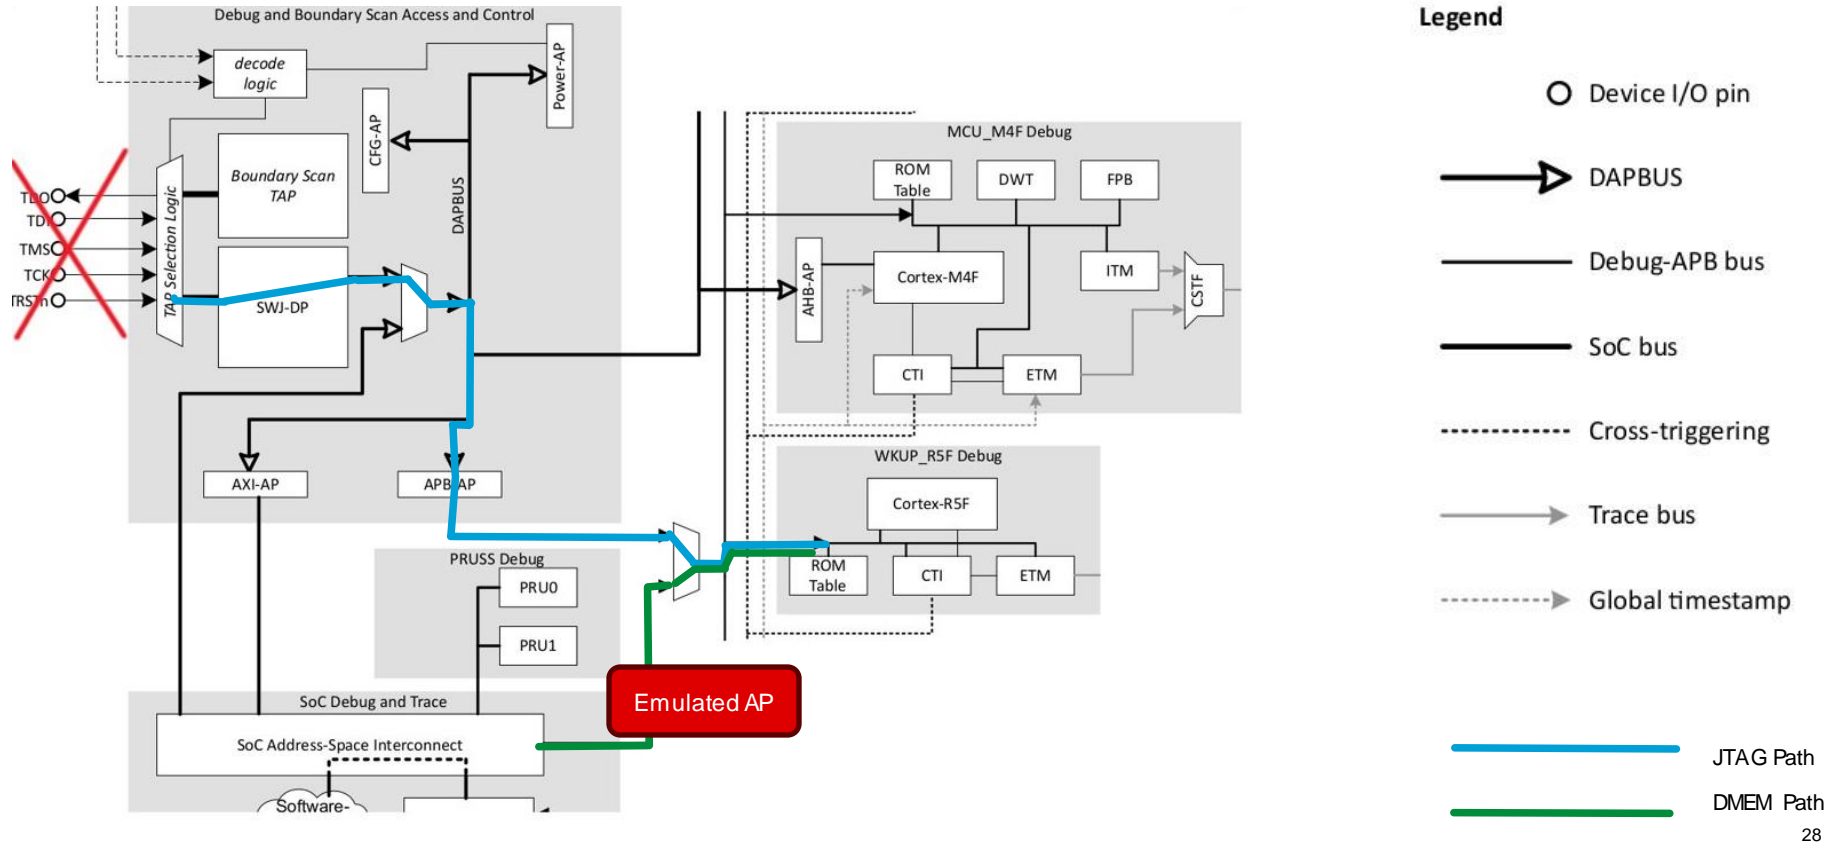 Debug and Boundary Scan Access and Control
decode
logic
Power-AP
CFG-AP
Boundary Scan
TAP
TAP Selection Logic
DAPBUS
TDO
TDI
TMS
TCK
TRSTn
SWJ-DP
AXI-AP
APB-AP
MCU_M4F Debug
ROM
Table
DWT
FPB
AHB-AP
Cortex-M4F
ITM
CSTF
CTI
ETM
WKUP_R5F Debug
Cortex-R5F
ROM
Table
CTI
ETM
PRUSS Debug
PRU0
PRU1
Emulated AP
SoC Debug and Trace
SoC Address-Space Interconnect
Software-
Legend
Device I/O pin
DAPBUS
Debug-APB bus
SoC bus
Cross-triggering
Trace bus
Global timestamp
JTAG Path
DMEM Path
28